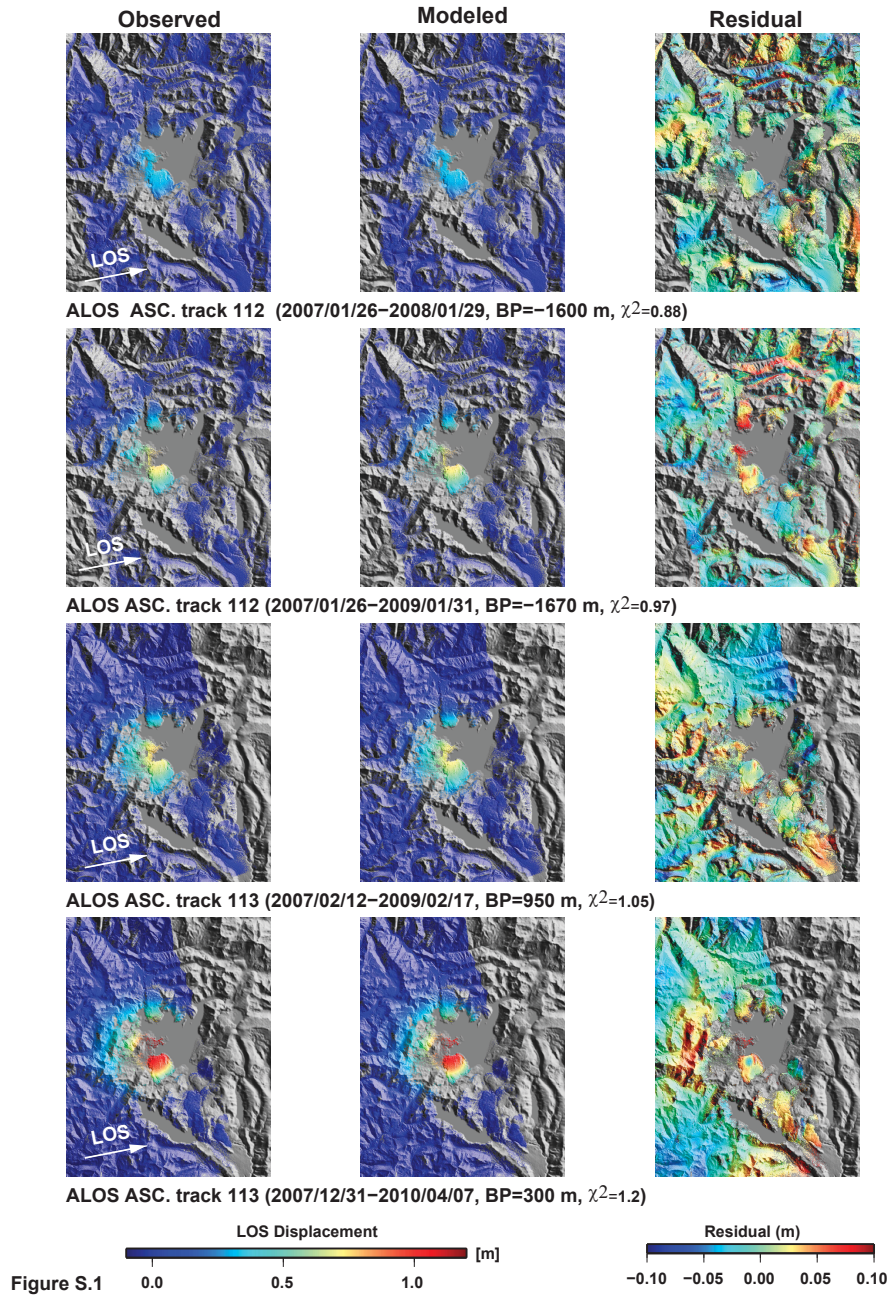 Observed Modeled Residual
LOS
ALOS ASC. track 112 (2007/01/26−2008/01/29, BP=−1600 m, χ2=0.88)
LOS
ALOS ASC. track 112 (2007/01/26−2009/01/31, BP=−1670 m, χ2=0.97)
LOS
ALOS ASC. track 113 (2007/02/12−2009/02/17, BP=950 m, χ2=1.05)
LOS
ALOS ASC. track 113 (2007/12/31−2010/04/07, BP=300 m, χ2=1.2)
LOS Displacement Residual (m)
[m]
Figure S.1 0.0 0.5 1.0 −0.10 −0.05 0.00 0.05 0.10